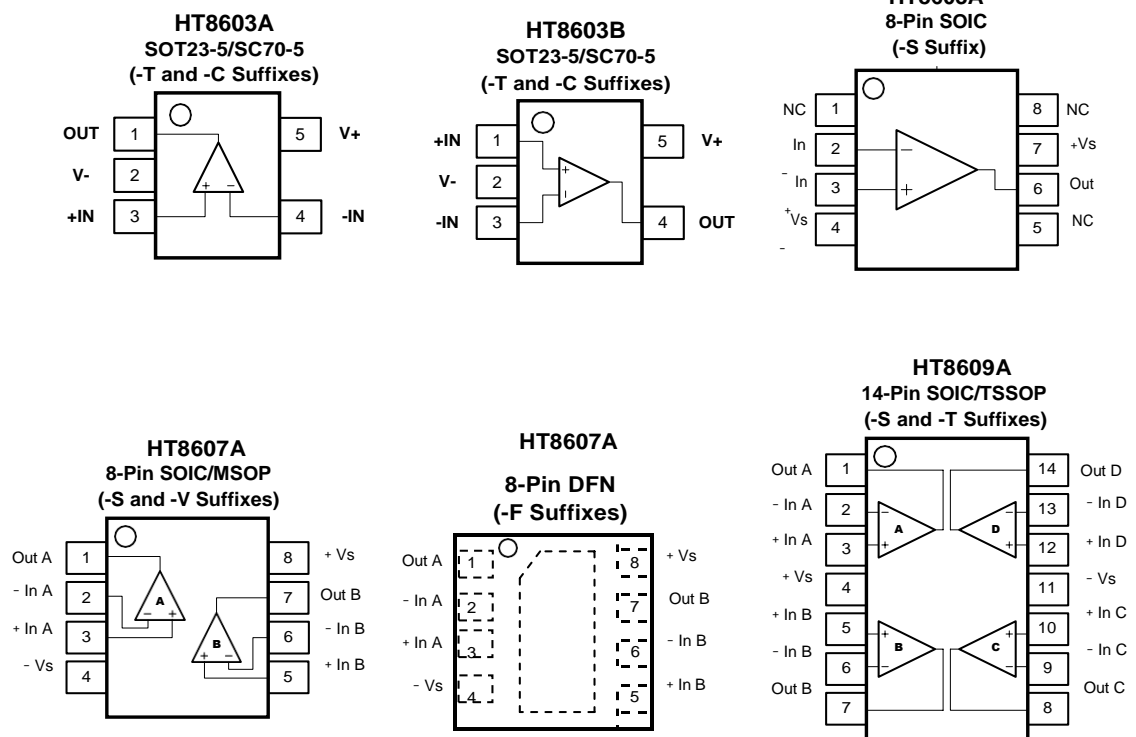 HT8603A
SOT23-5/SC70-5
(-T and -C Suffixes)
OUT 1
V- 2
+IN 3
5 V+
4 -IN
+ −
HT8603B
SOT23-5/SC70-5
(-T and -C Suffixes)
+IN 1
V- 2
-IN 3
5 V+
4 OUT
+
8-Pin SOIC
(-S Suffix)
NC 1
In 2
− In 3
+Vs 4
−
8 NC
7 +Vs
6 Out
5 NC
−
+
HT8607A
8-Pin SOIC/MSOP
(-S and -V Suffixes)
Out A 1
− In A 2
+ In A 3
− Vs 4
8 + Vs
7 Out B
6 − In B
5 + In B
A
− +
B
+ −
HT8607A
8-Pin DFN
(-F Suffixes)
Out A 1
− In A 2
+ In A 3
− Vs 4
8 + Vs
7 Out B
6 − In B
5 + In B
HT8609A
14-Pin SOIC/TSSOP
(-S and -T Suffixes)
Out A 1
− In A 2
+ In A 3
+ Vs 4
+ In B 5
− In B 6
Out B 7
14 Out D
13 − In D
12 + In D
11 − Vs
10 + In C
9 − In C
8 Out C
− A +
− D +
+ B −
+ C −